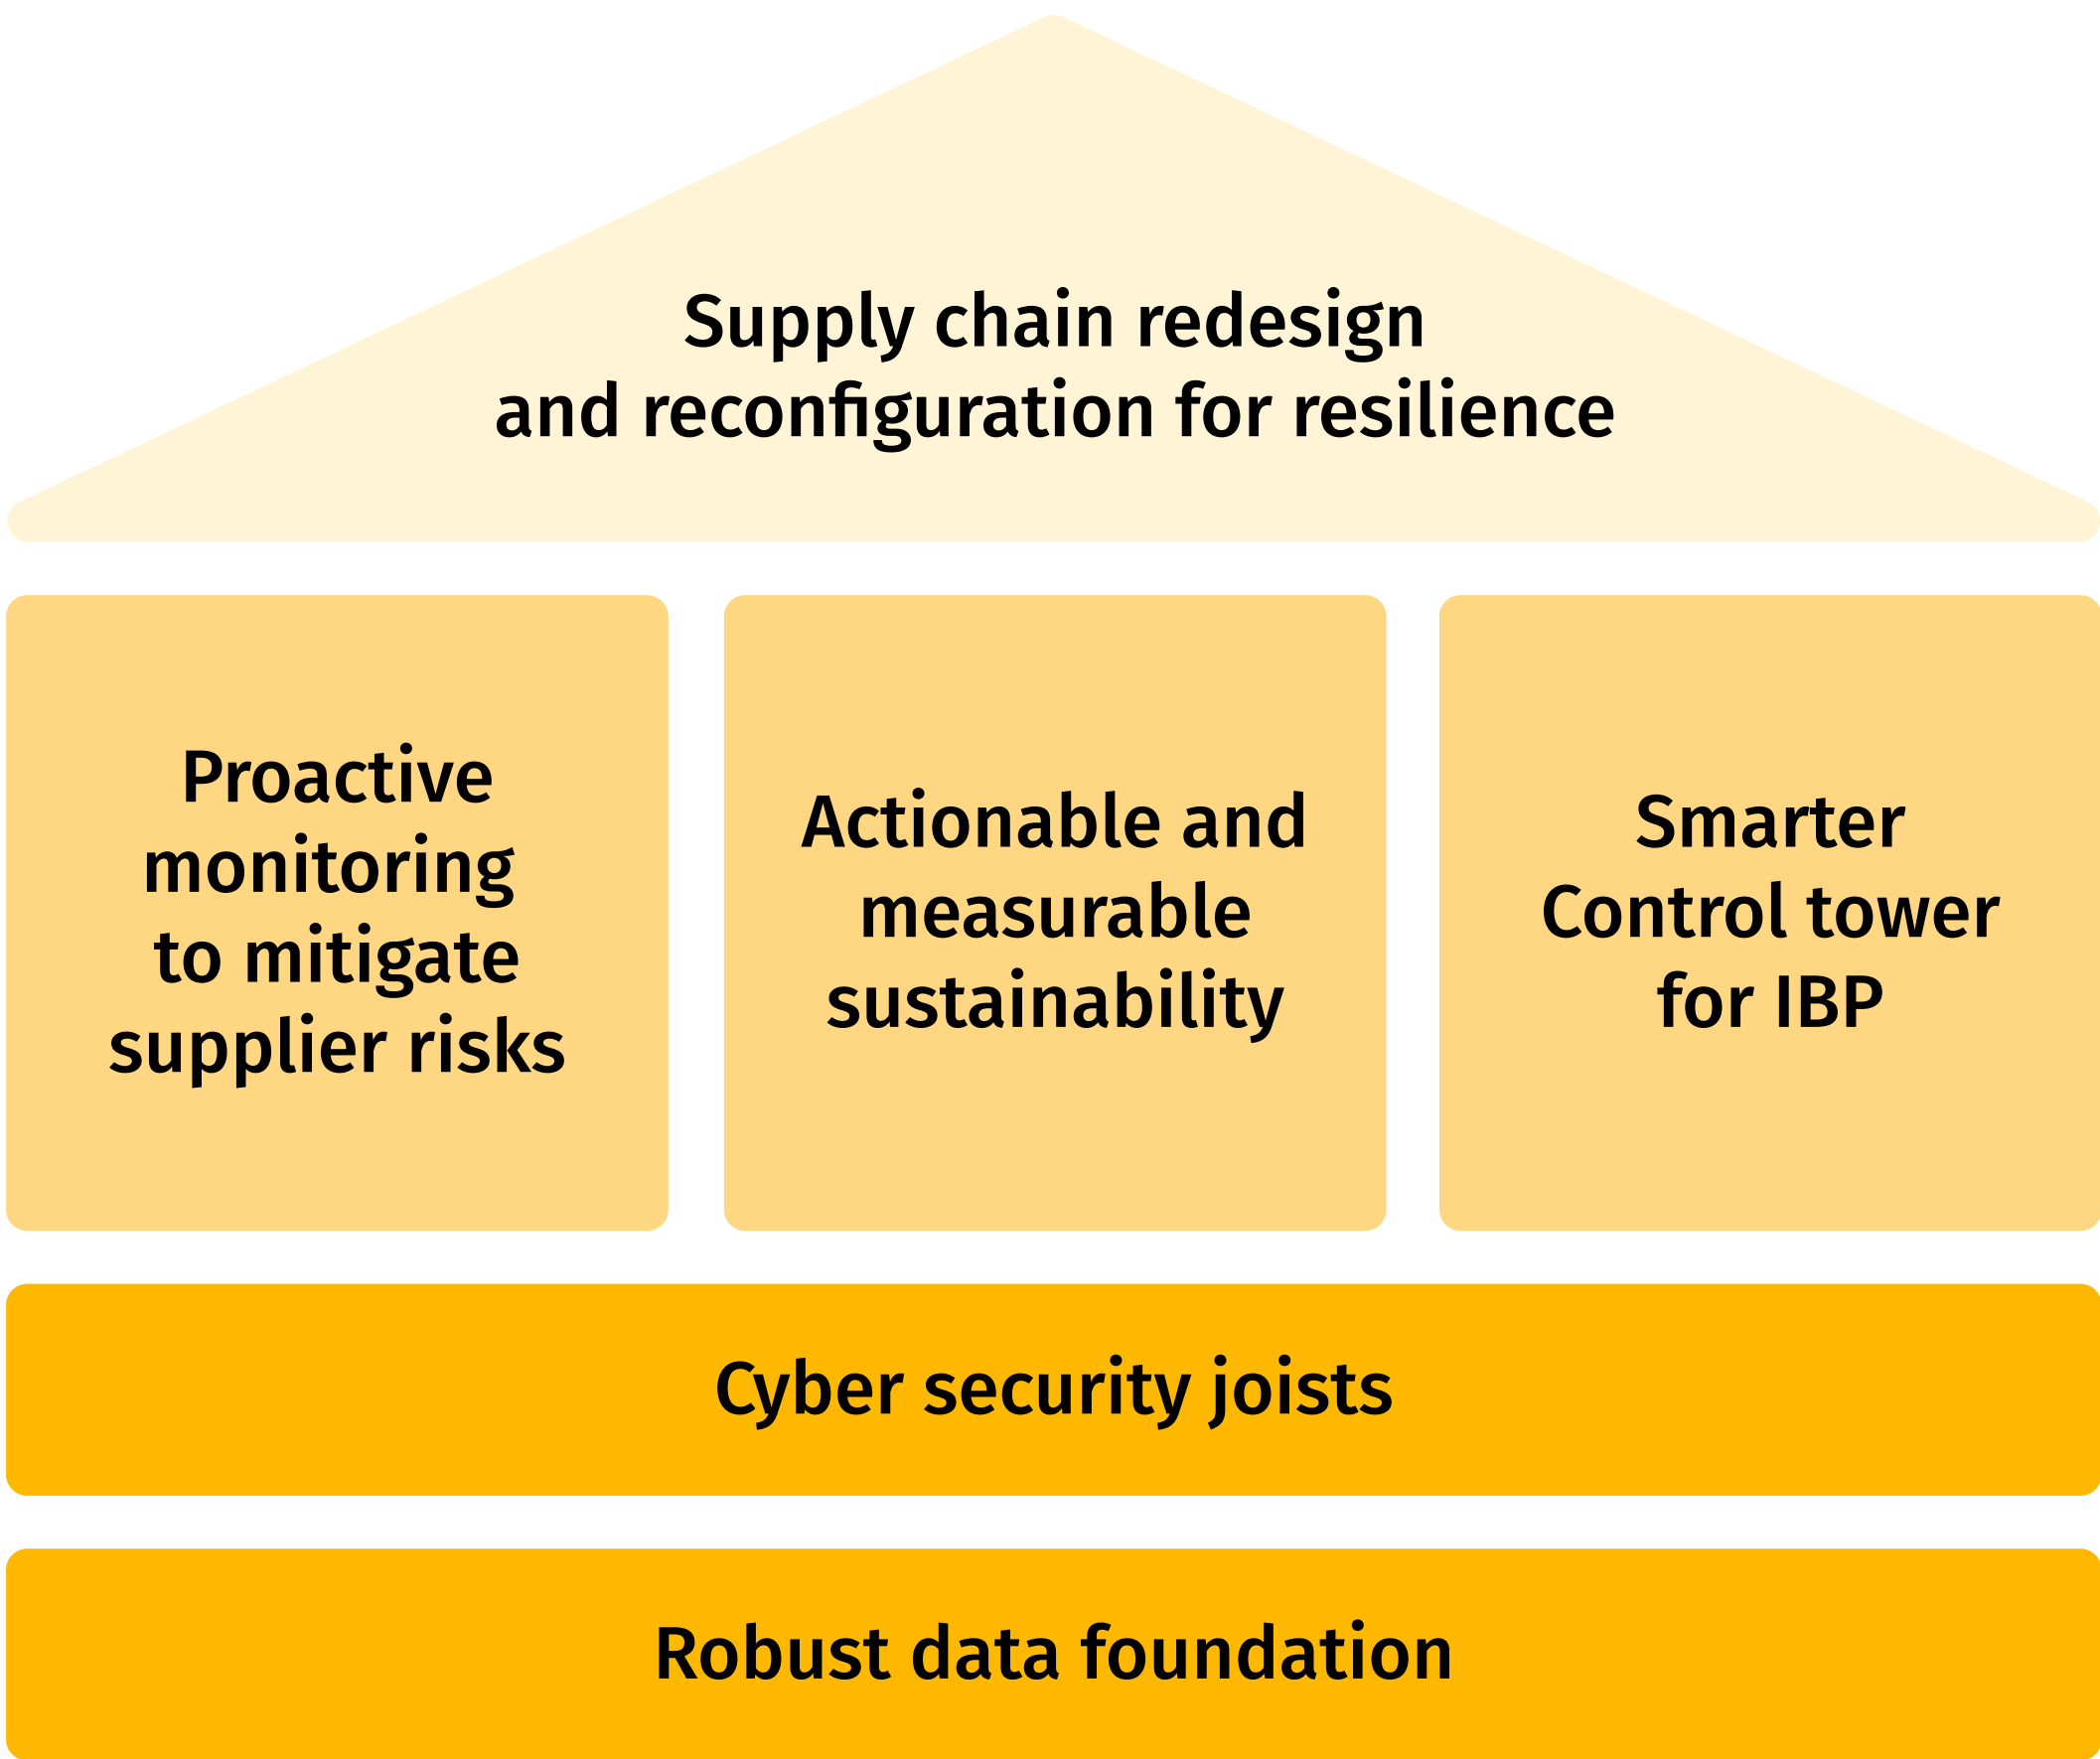 Supply chain redesign
and reconfiguration for resilience
Proactive
monitoring
to mitigate
supplier risks
Actionable and
measurable
sustainability
Smarter
Control tower
for IBP
Cyber security joists
Robust data foundation